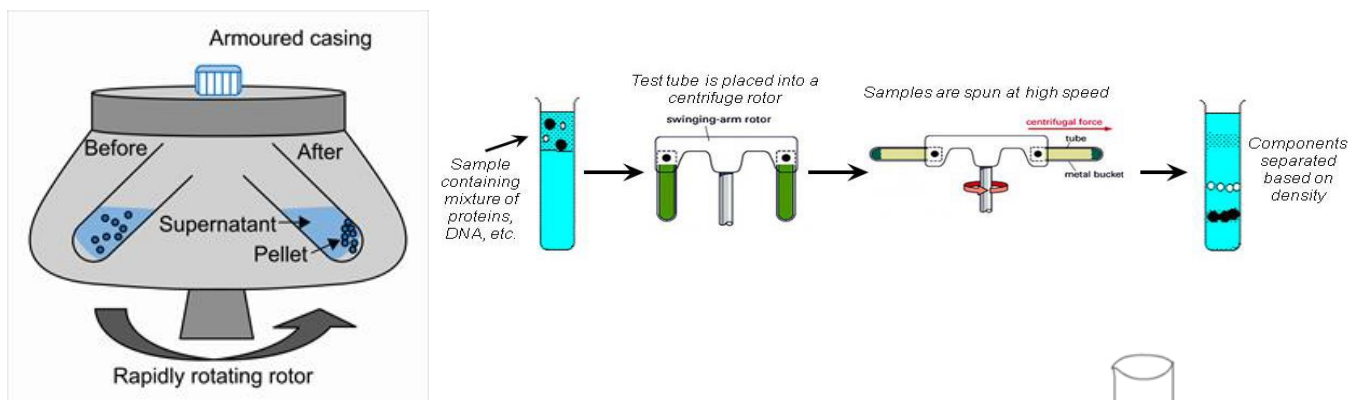 Armoured casing
Before
After
Supernatant
Pellet
Rapidly rotating rotor
Sample
containing
mixture of
proteins,
DNA, etc.
Test tube is placed into a
centrifuge rotor
swinging-arm rotor
Samples are spun at high speed
centrifugal force
tube
metal bucket
Components
separated
based on
density